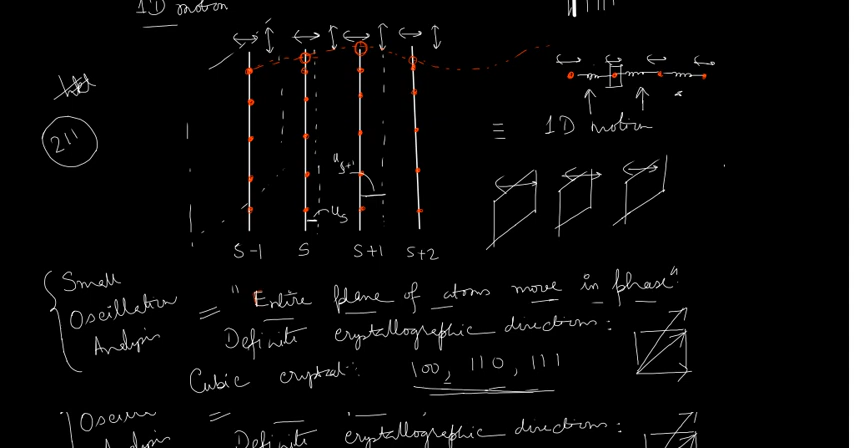 1D motion
u_{s+1}
≡ 1D motion
u_s
S-1 S S+1 S+2
Small
Oscillation
Analysis
= "Entire plane of atoms move in phase"
Definite crystallographic directions:
Cubic crystal: 100, 110, 111
=
Analysis
Definite crystallographic directions: